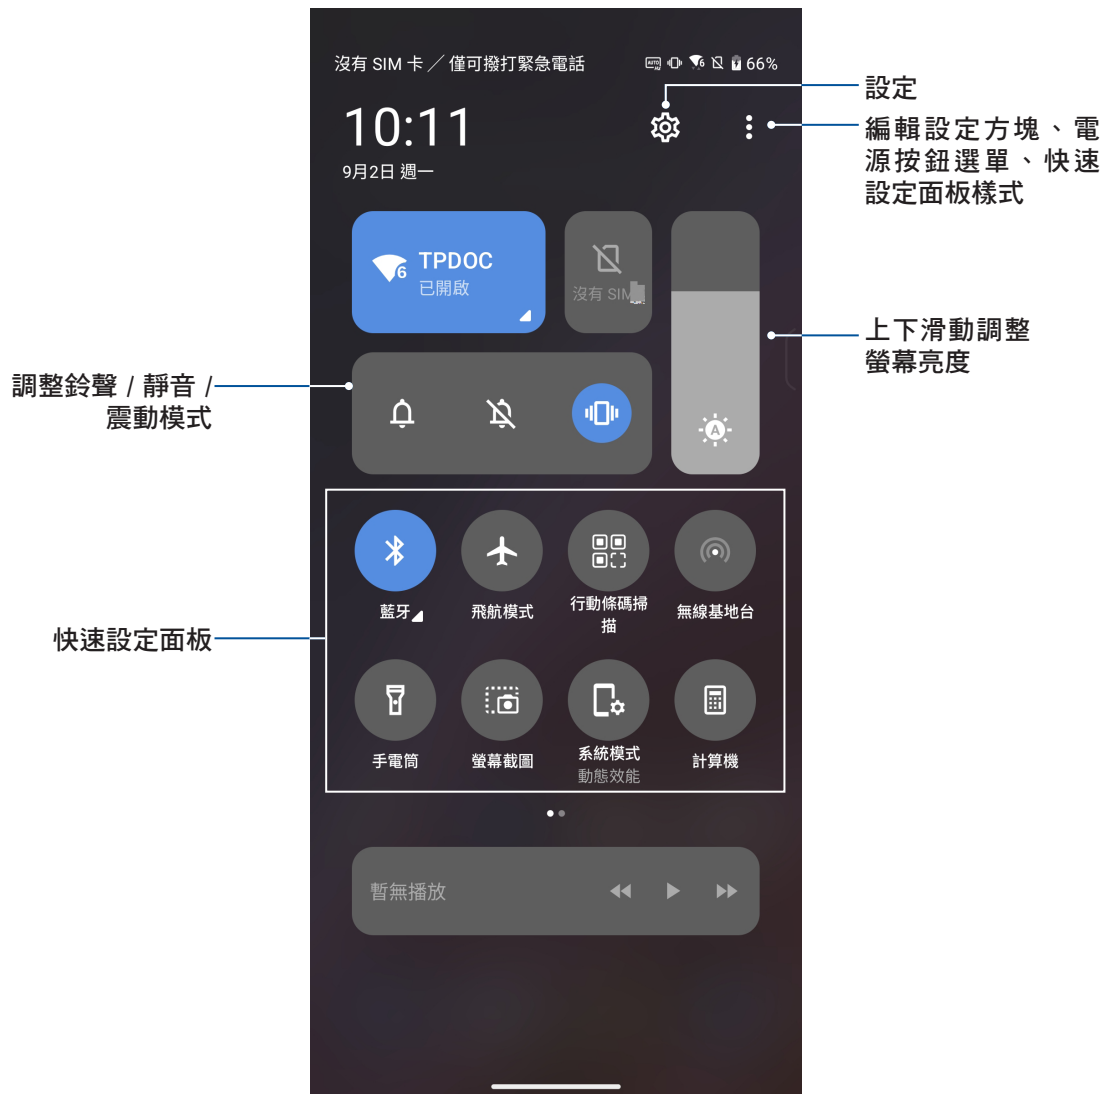 沒有 SIM 卡／僅可撥打緊急電話
66%
10:11
9月2日 週一
設定
編輯設定方塊、電
源按鈕選單、快速
設定面板樣式
6 TPDOC
已開啟
沒有 SIM
上下滑動調整
螢幕亮度
調整鈴聲 / 靜音 /
震動模式
A
快速設定面板
藍牙
飛航模式
行動條碼掃
描
無線基地台
手電筒
螢幕截圖
系統模式
動態效能
計算機
暫無播放